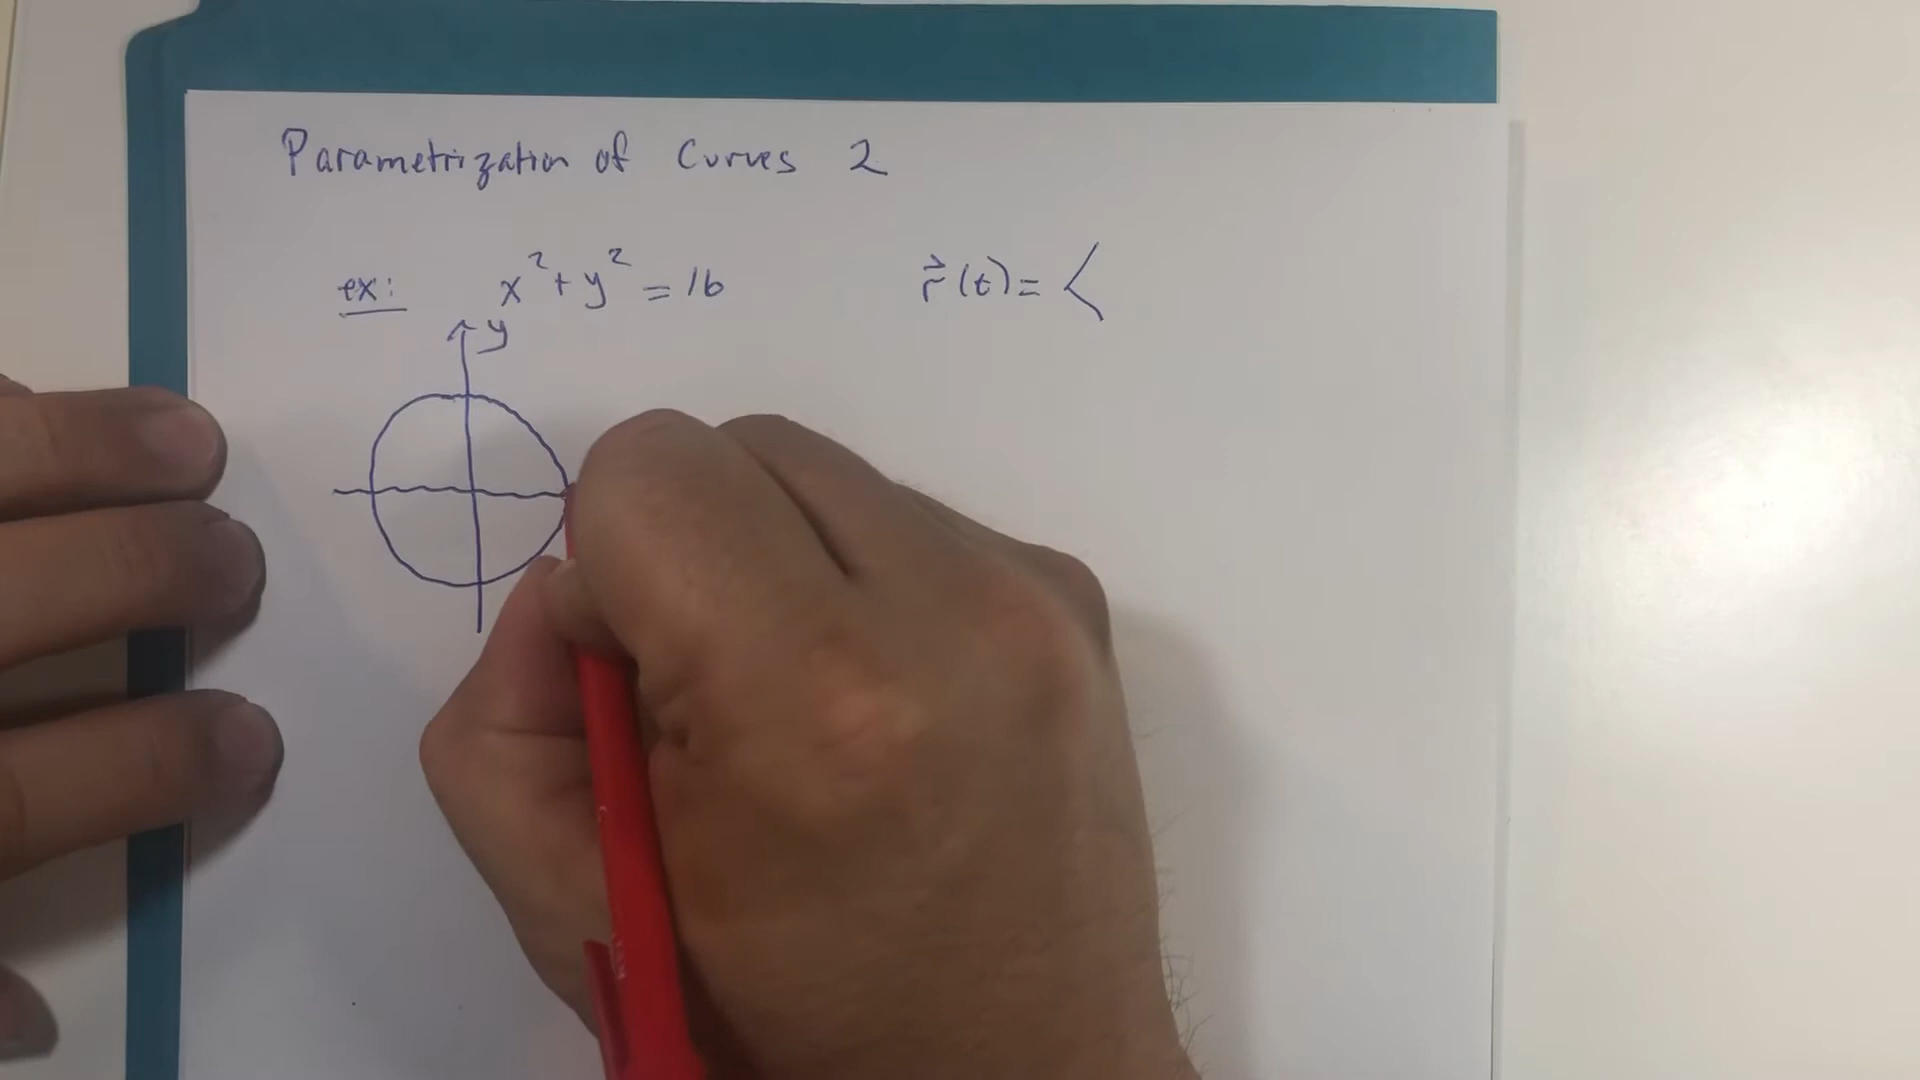 Parametrization of Curves 2
ex: x² + y² = 16 r⃗(t) = <
y